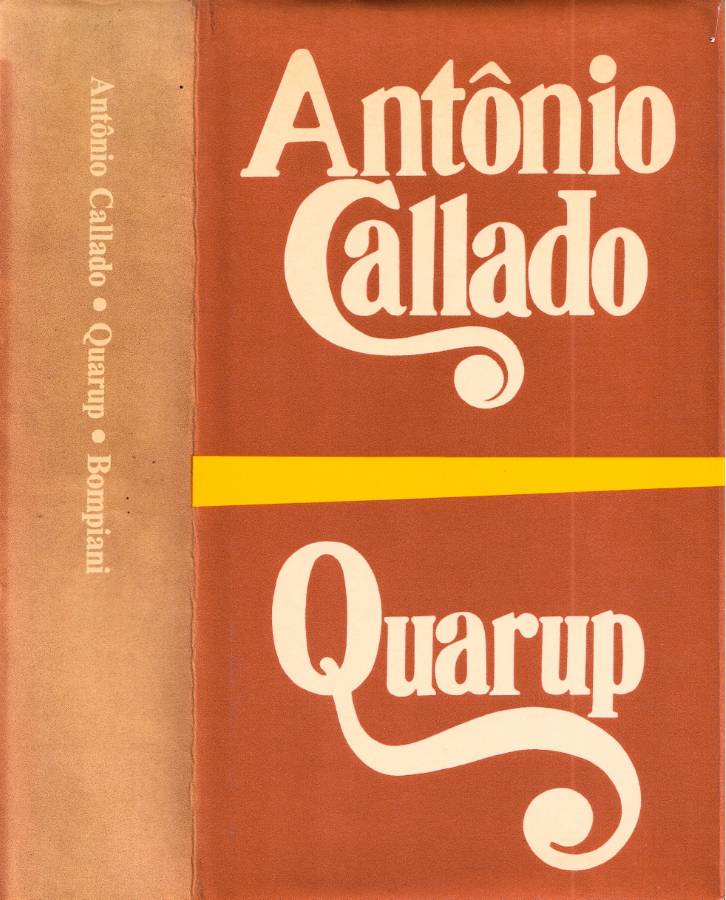 Antônio Callado • Quarup • Bompiani
Antônio
Callado
Quarup